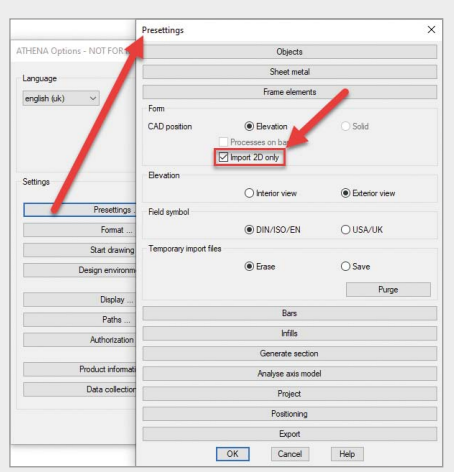 Presettings
Objects
Sheet metal
Frame elements
Form
CAD position Elevation Solid
Processes on ba
Import 2D only
Elevation
Interior view Exterior view
Field symbol
DIN/ISO/EN USA/UK
Temporary import files
Erase Save
Purge
Bars
Infills
Generate section
Analyse axis model
Project
Positioning
Export
OK Cancel Help
ATHENA Options - NOT FOR
Language
english (uk)
Settings
Presettings ...
Format ...
Start drawing
Design environm
Display ...
Paths ...
Authorization
Product informati
Data collection